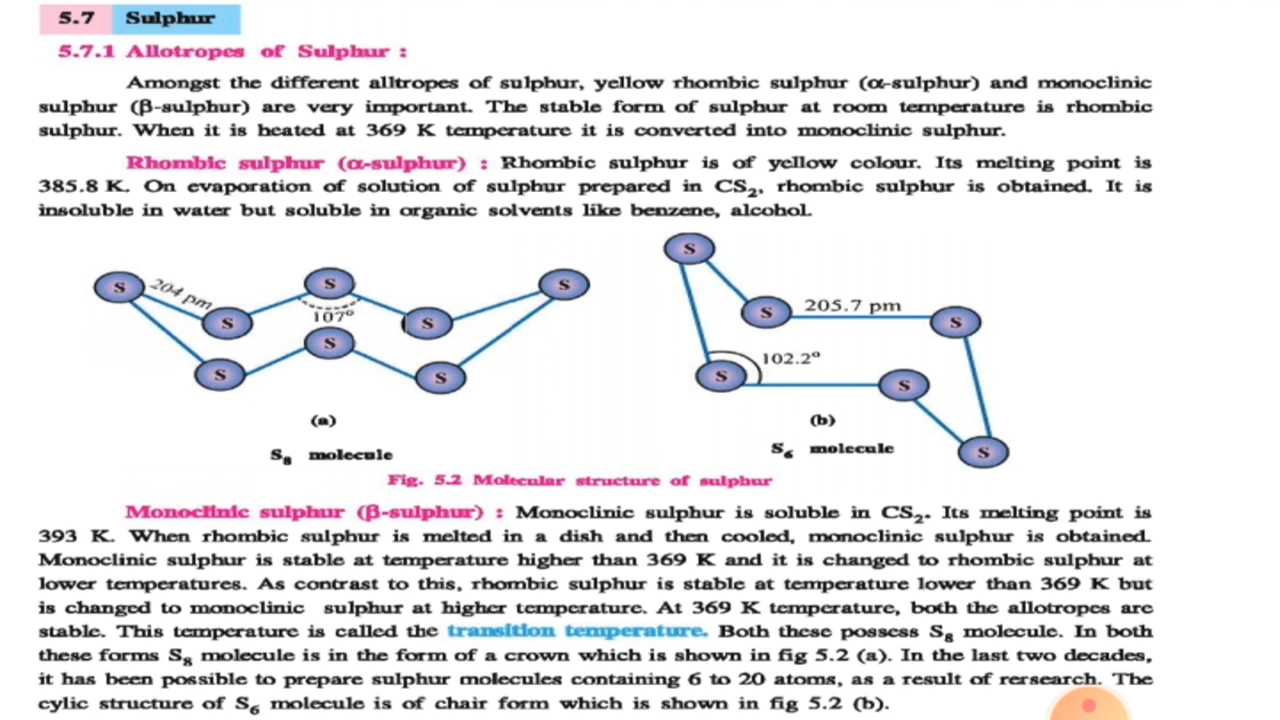 5.7 Sulphur
5.7.1 Allotropes of Sulphur :
Amongst the different alltropes of sulphur, yellow rhombic sulphur (α-sulphur) and monoclinic
sulphur (β-sulphur) are very important. The stable form of sulphur at room temperature is rhombic
sulphur. When it is heated at 369 K temperature it is converted into monoclinic sulphur.
Rhombic sulphur (α-sulphur) : Rhombic sulphur is of yellow colour. Its melting point is
385.8 K. On evaporation of solution of sulphur prepared in CS₂, rhombic sulphur is obtained. It is
insoluble in water but soluble in organic solvents like benzene, alcohol.
S 204 pm S S 107° S S S S S
S S 205.7 pm S S 102.2° S S
(a) (b)
S₈ molecule S₆ molecule
Fig. 5.2 Molecular structure of sulphur
Monoclinic sulphur (β-sulphur) : Monoclinic sulphur is soluble in CS₂. Its melting point is
393 K. When rhombic sulphur is melted in a dish and then cooled, monoclinic sulphur is obtained.
Monoclinic sulphur is stable at temperature higher than 369 K and it is changed to rhombic sulphur at
lower temperatures. As contrast to this, rhombic sulphur is stable at temperature lower than 369 K but
is changed to monoclinic sulphur at higher temperature. At 369 K temperature, both the allotropes are
stable. This temperature is called the transition temperature. Both these possess S₈ molecule. In both
these forms S₈ molecule is in the form of a crown which is shown in fig 5.2 (a). In the last two decades,
it has been possible to prepare sulphur molecules containing 6 to 20 atoms, as a result of rersearch. The
cylic structure of S₆ molecule is of chair form which is shown in fig 5.2 (b).